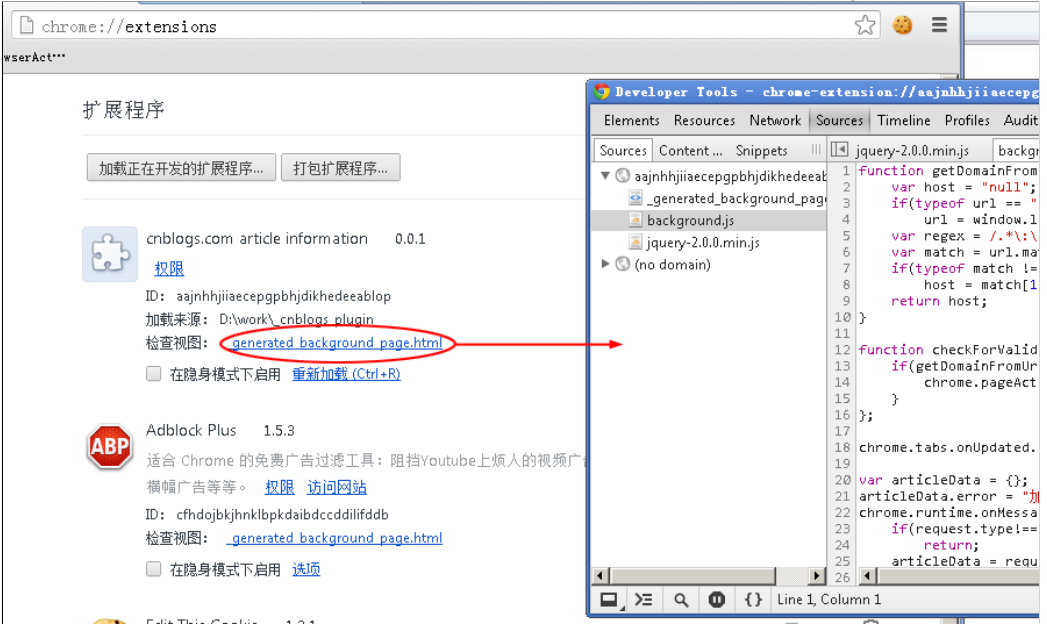 chrome://extensions
wserAct···
扩展程序
加载正在开发的扩展程序...
打包扩展程序...
cnblogs.com article information 0.0.1
权限
ID: aajnhhjiiaecepgpbhjdikhedeeablop
加载来源: D:\work\_cnblogs_plugin
检查视图: _generated_background_page.html
在隐身模式下启用 重新加载 (Ctrl+R)
ABP
Adblock Plus 1.5.3
适合 Chrome 的免费广告过滤工具: 阻挡Youtube上烦人的视频广
横幅广告等等。 权限 访问网站
ID: cfhdojbkjhnklbpkdaibdccddilifddb
检查视图: _generated_background_page.html
在隐身模式下启用 选项
Developer Tools - chrome-extension://aajnhhjiiaecepg
Elements Resources Network Sources Timeline Profiles Audit
Sources Content... Snippets
aajnhhjiiaecepgpbhjdikhedeeab
_generated_background_page
background.js
jquery-2.0.0.min.js
(no domain)
jquery-2.0.0.min.js backgr
1 function getDomainFrom
2 var host = "null";
3 if(typeof url == "
4 url = window.l
5 var regex = /.*\:\
6 var match = url.ma
7 if(typeof match !=
8 host = match[1
9 return host;
10 }
11
12 function checkForValid
13 if(getDomainFromUr
14 chrome.pageAct
15 }
16 };
17
18 chrome.tabs.onUpdated.
19
20 var articleData = {};
21 articleData.error = "加
22 chrome.runtime.onMessa
23 if(request.type!==
24 return;
25 articleData = requ
26
{} Line 1, Column 1